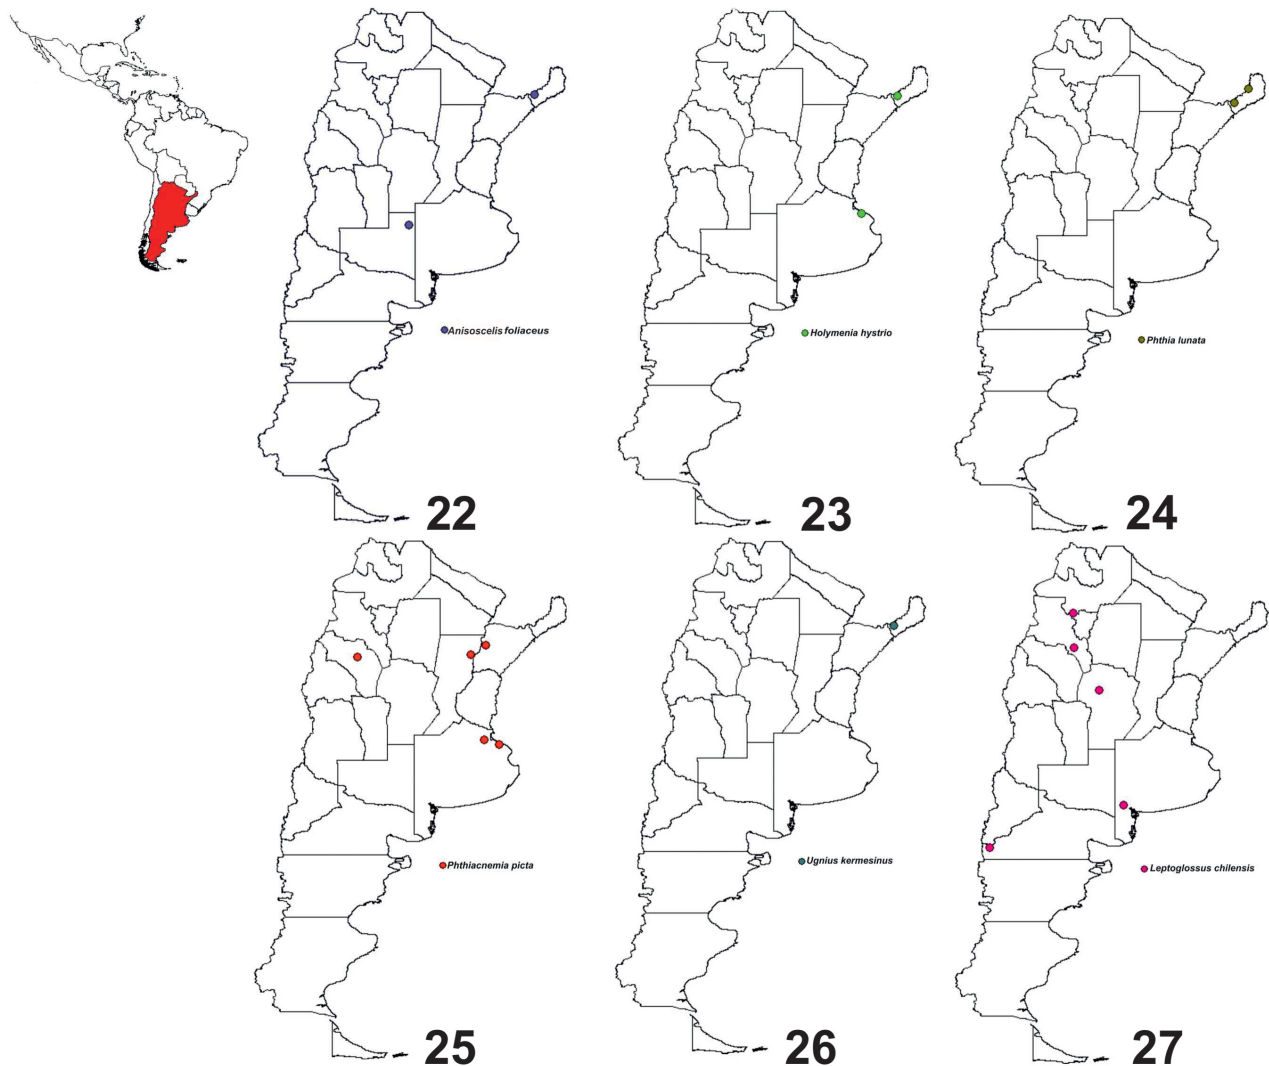 Anisoscelis foliaceus
Holymenia hystrio
Phthia lunata
22
23
24
Phthiacnemia picta
Ugnius kermesinus
Leptoglossus chilensis
25
26
27